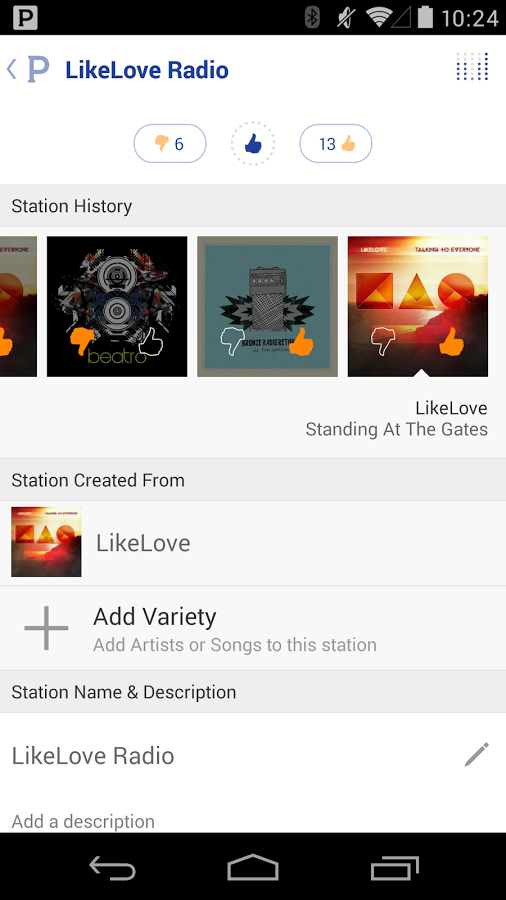 P
10:24
P LikeLove Radio
6
13
Station History
EVERYONE
LIKELOVE
TALKING TO EVERYONE
beatro
BRONZE RADIO RETU
LikeLove
Standing At The Gates
Station Created From
LikeLove
Add Variety
Add Artists or Songs to this station
Station Name & Description
LikeLove Radio
Add a description